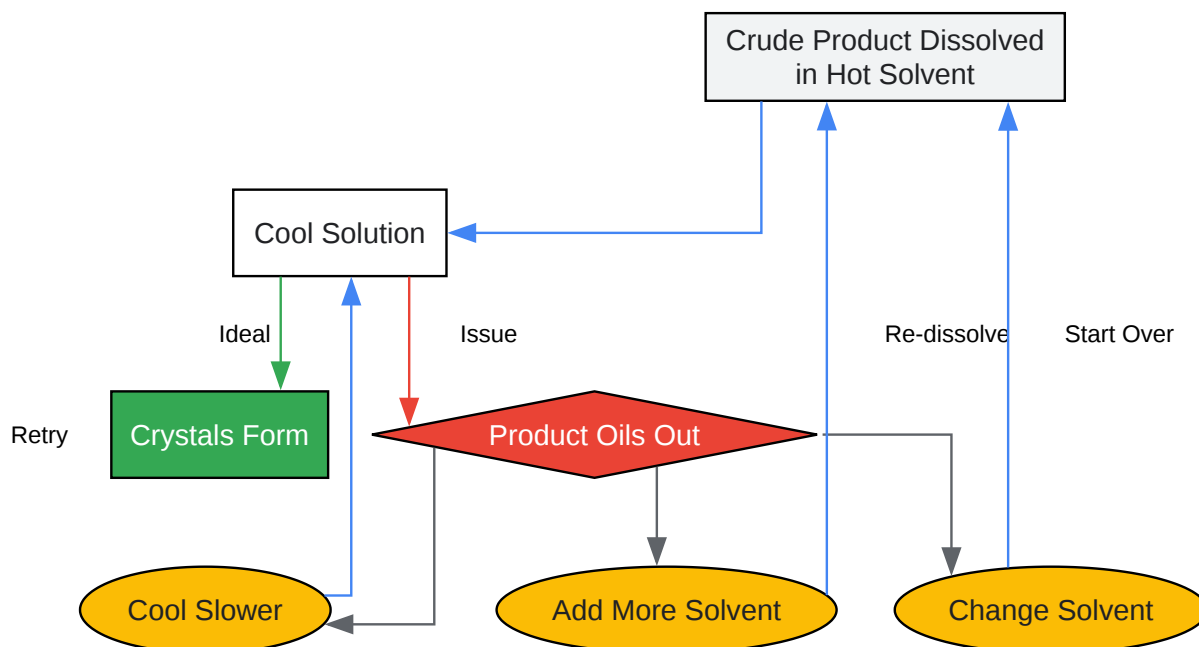 Crude Product Dissolved
in Hot Solvent
Cool Solution
Ideal
Issue
Re-dissolve
Start Over
Retry
Crystals Form
Product Oils Out
Cool Slower
Add More Solvent
Change Solvent